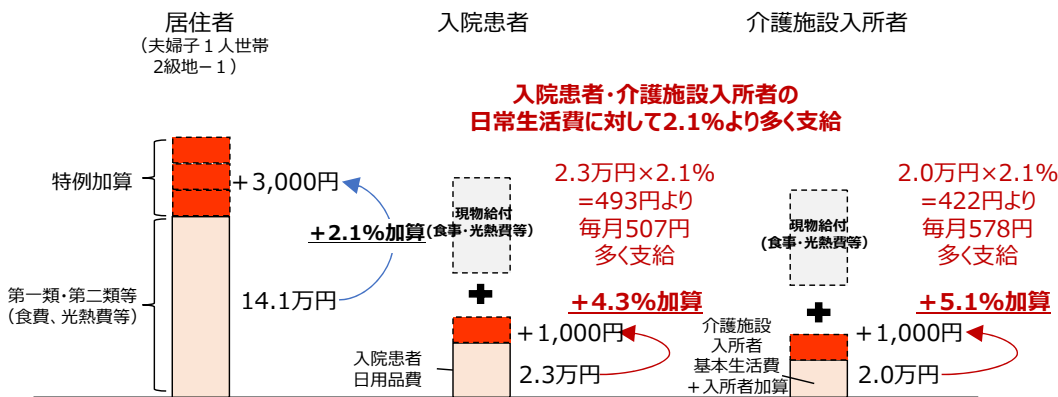 居住者
（夫婦子１人世帯
2級地－１）
入院患者
介護施設入所者
入院患者・介護施設入所者の
日常生活費に対して2.1%より多く支給
特例加算
+3,000円
+2.1%加算
14.1万円
第一類・第二類等
（食費、光熱費等）
現物給付
(食事・光熱費等)
2.3万円×2.1%
=493円より
毎月507円
多く支給
+4.3%加算
+1,000円
2.3万円
入院患者
日用品費
現物給付
(食事・光熱費等)
2.0万円×2.1%
=422円より
毎月578円
多く支給
+5.1%加算
+1,000円
2.0万円
介護施設
入所者
基本生活費
＋入所者加算